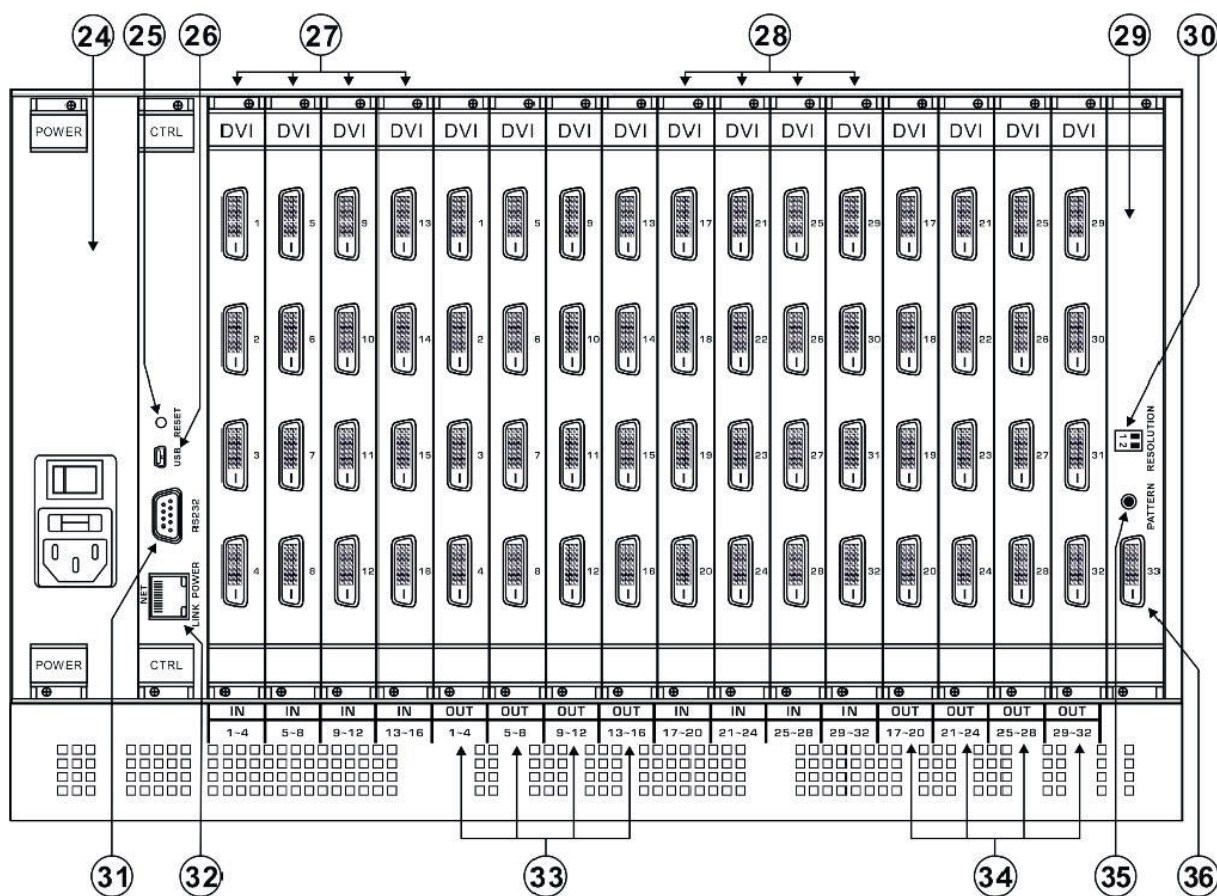 24 25 26 27 28 29 30
POWER CTRL DVI DVI DVI DVI DVI DVI DVI DVI DVI DVI DVI DVI DVI DVI DVI DVI
1 5 9 13 1 5 9 13 17 21 25 29 17 21 25 29
2 6 10 14 2 6 10 14 18 22 26 30 18 22 26 30
RESET
USB
3 7 11 15 3 7 11 15 19 23 27 31 19 23 27 31
1 2
RESOLUTION
PATTERN
RS232
4 8 12 16 4 8 12 16 20 24 28 32 20 24 28 32 33
NET
LINK POWER
POWER CTRL
IN IN IN IN OUT OUT OUT OUT IN IN IN IN OUT OUT OUT OUT
1~4 5~8 9~12 13~16 1~4 5~8 9~12 13~16 17~20 21~24 25~28 29~32 17~20 21~24 25~28 29~32
31 32 33 34 35 36